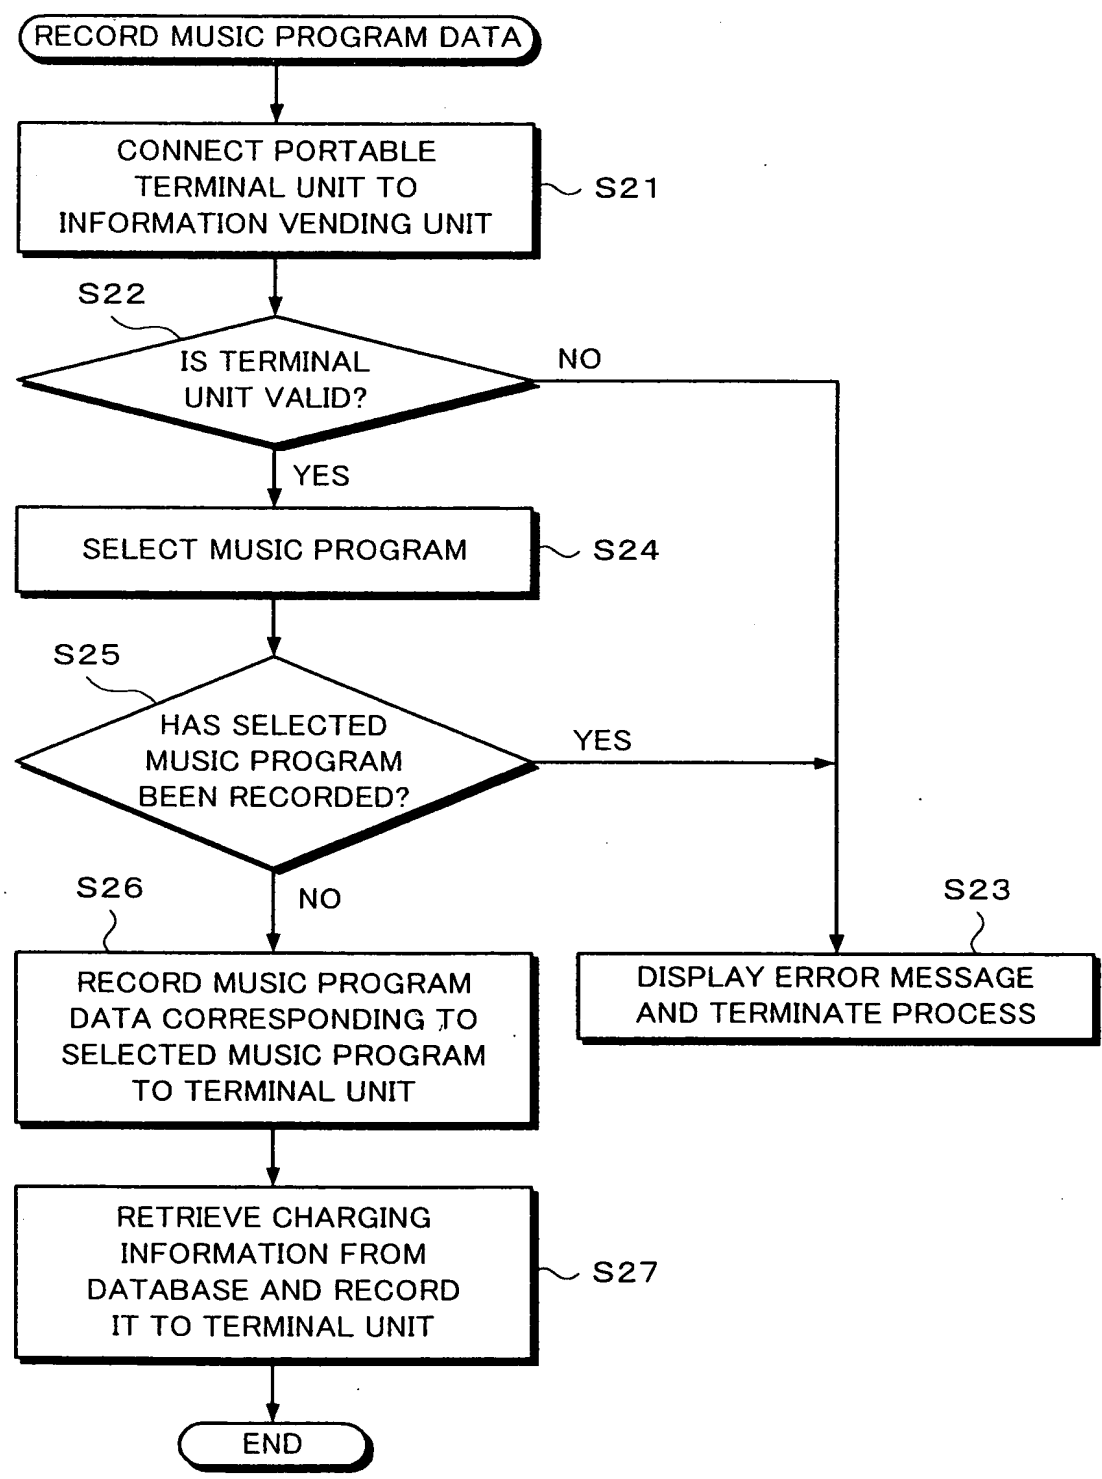 RECORD MUSIC PROGRAM DATA
CONNECT PORTABLE
TERMINAL UNIT TO
INFORMATION VENDING UNIT
S21
S22
IS TERMINAL
UNIT VALID?
NO
YES
SELECT MUSIC PROGRAM
S24
S25
HAS SELECTED
MUSIC PROGRAM
BEEN RECORDED?
YES
NO
S26
RECORD MUSIC PROGRAM
DATA CORRESPONDING TO
SELECTED MUSIC PROGRAM
TO TERMINAL UNIT
S23
DISPLAY ERROR MESSAGE
AND TERMINATE PROCESS
RETRIEVE CHARGING
INFORMATION FROM
DATABASE AND RECORD
IT TO TERMINAL UNIT
S27
END